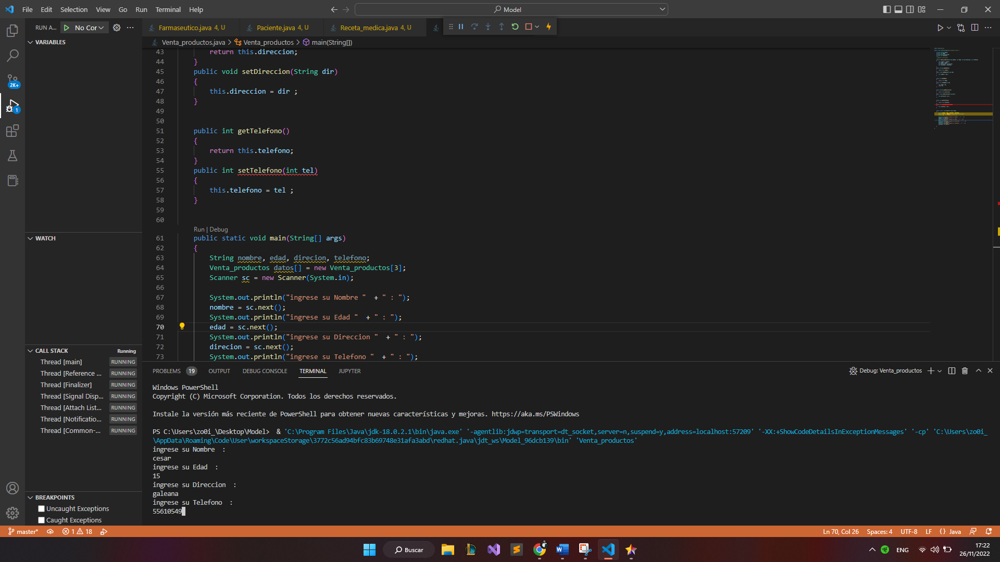 File Edit Selection View Go Run Terminal Help
Model
RUN A... No Cor
Farmaseutico.java 4, U
Paciente.java 4, U
Receta_medica.java 4, U
Venta_productos.java > Venta_productos > main(String[])
VARIABLES
WATCH
CALL STACK Running
Thread [main] RUNNING
Thread [Reference ... RUNNING
Thread [Finalizer] RUNNING
Thread [Signal Disp... RUNNING
Thread [Attach List... RUNNING
Thread [Notificatio... RUNNING
Thread [Common-... RUNNING
BREAKPOINTS
Uncaught Exceptions
Caught Exceptions
2K+
1
43 return this.direccion;
44 }
45 public void setDireccion(String dir)
46 {
47 this.direccion = dir ;
48 }
49
50
51 public int getTelefono()
52 {
53 return this.telefono;
54 }
55 public int setTelefono(int tel)
56 {
57 this.telefono = tel ;
58 }
59
60
Run | Debug
61 public static void main(String[] args)
62 {
63 String nombre, edad, direcion, telefono;
64 Venta_productos datos[] = new Venta_productos[3];
65 Scanner sc = new Scanner(System.in);
66
67 System.out.println("ingrese su Nombre "  + " : ");
68 nombre = sc.next();
69 System.out.println("ingrese su Edad "  + " : ");
70 edad = sc.next();
71 System.out.println("ingrese su Direccion "  + " : ");
72 direcion = sc.next();
73 System.out.println("ingrese su Telefono "  + " : ");
PROBLEMS 19 OUTPUT DEBUG CONSOLE TERMINAL JUPYTER
Debug: Venta_productos
Windows PowerShell
Copyright (C) Microsoft Corporation. Todos los derechos reservados.
Instale la versión más reciente de PowerShell para obtener nuevas características y mejoras. https://aka.ms/PSWindows
PS C:\Users\zo0i_\Desktop\Model>  & 'C:\Program Files\Java\jdk-18.0.2.1\bin\java.exe' '-agentlib:jdwp=transport=dt_socket,server=n,suspend=y,address=localhost:57209' '-XX:+ShowCodeDetailsInExceptionMessages' '-cp' 'C:\Users\zo0i_
\AppData\Roaming\Code\User\workspaceStorage\3772c56ad94bfc83b69748e31afa3abd\redhat.java\jdt_ws\Model_96dcb139\bin' 'Venta_productos'
ingrese su Nombre  :
cesar
ingrese su Edad  :
15
ingrese su Direccion  :
galeana
ingrese su Telefono  :
55610549
master* 1 18
Ln 70, Col 26 Spaces: 4 UTF-8 LF {} Java
Buscar
ENG
17:22
26/11/2022